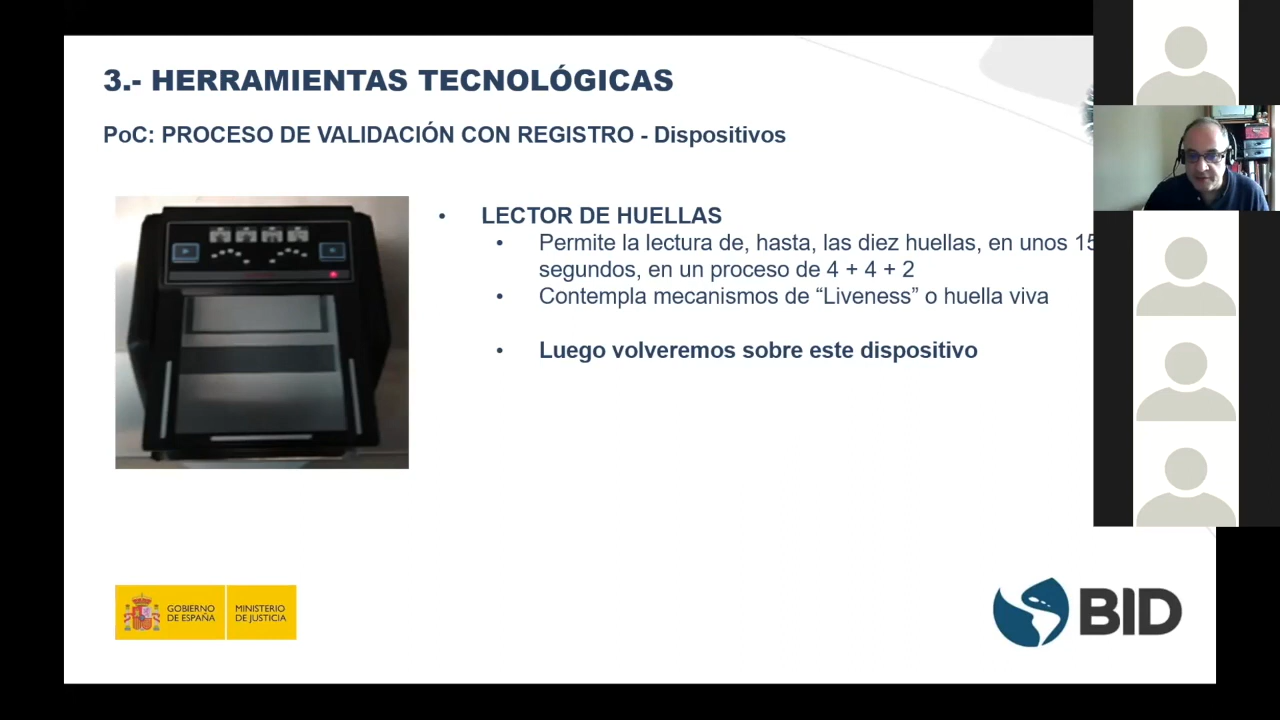 3.- HERRAMIENTAS TECNOLÓGICAS
PoC: PROCESO DE VALIDACIÓN CON REGISTRO - Dispositivos
• LECTOR DE HUELLAS
• Permite la lectura de, hasta, las diez huellas, en unos 15
segundos, en un proceso de 4 + 4 + 2
• Contempla mecanismos de “Liveness” o huella viva
• Luego volveremos sobre este dispositivo
GOBIERNO
DE ESPAÑA
MINISTERIO
DE JUSTICIA
BID